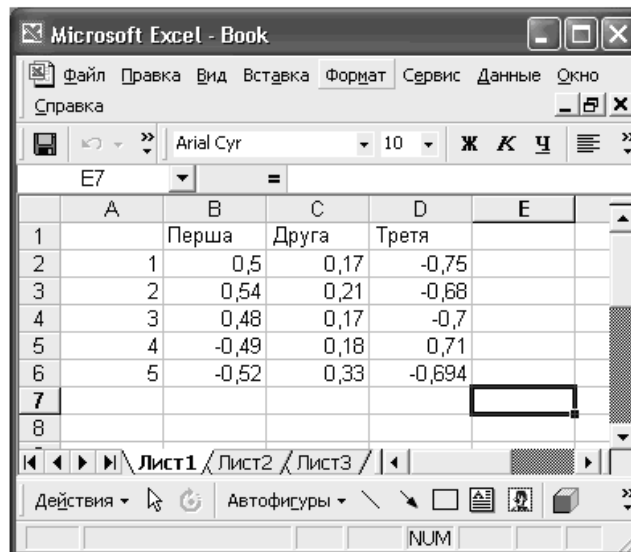 Microsoft Excel - Book
Файл Правка Вид Вставка Формат Сервис Данные Окно
Справка
Arial Cyr 10 Ж К Ч
E7 =
A B C D E
1 Перша Друга Третя
2 1 0,5 0,17 -0,75
3 2 0,54 0,21 -0,68
4 3 0,48 0,17 -0,7
5 4 -0,49 0,18 0,71
6 5 -0,52 0,33 -0,694
7
8
Лист1 Лист2 Лист3
Действия Автофигуры
NUM